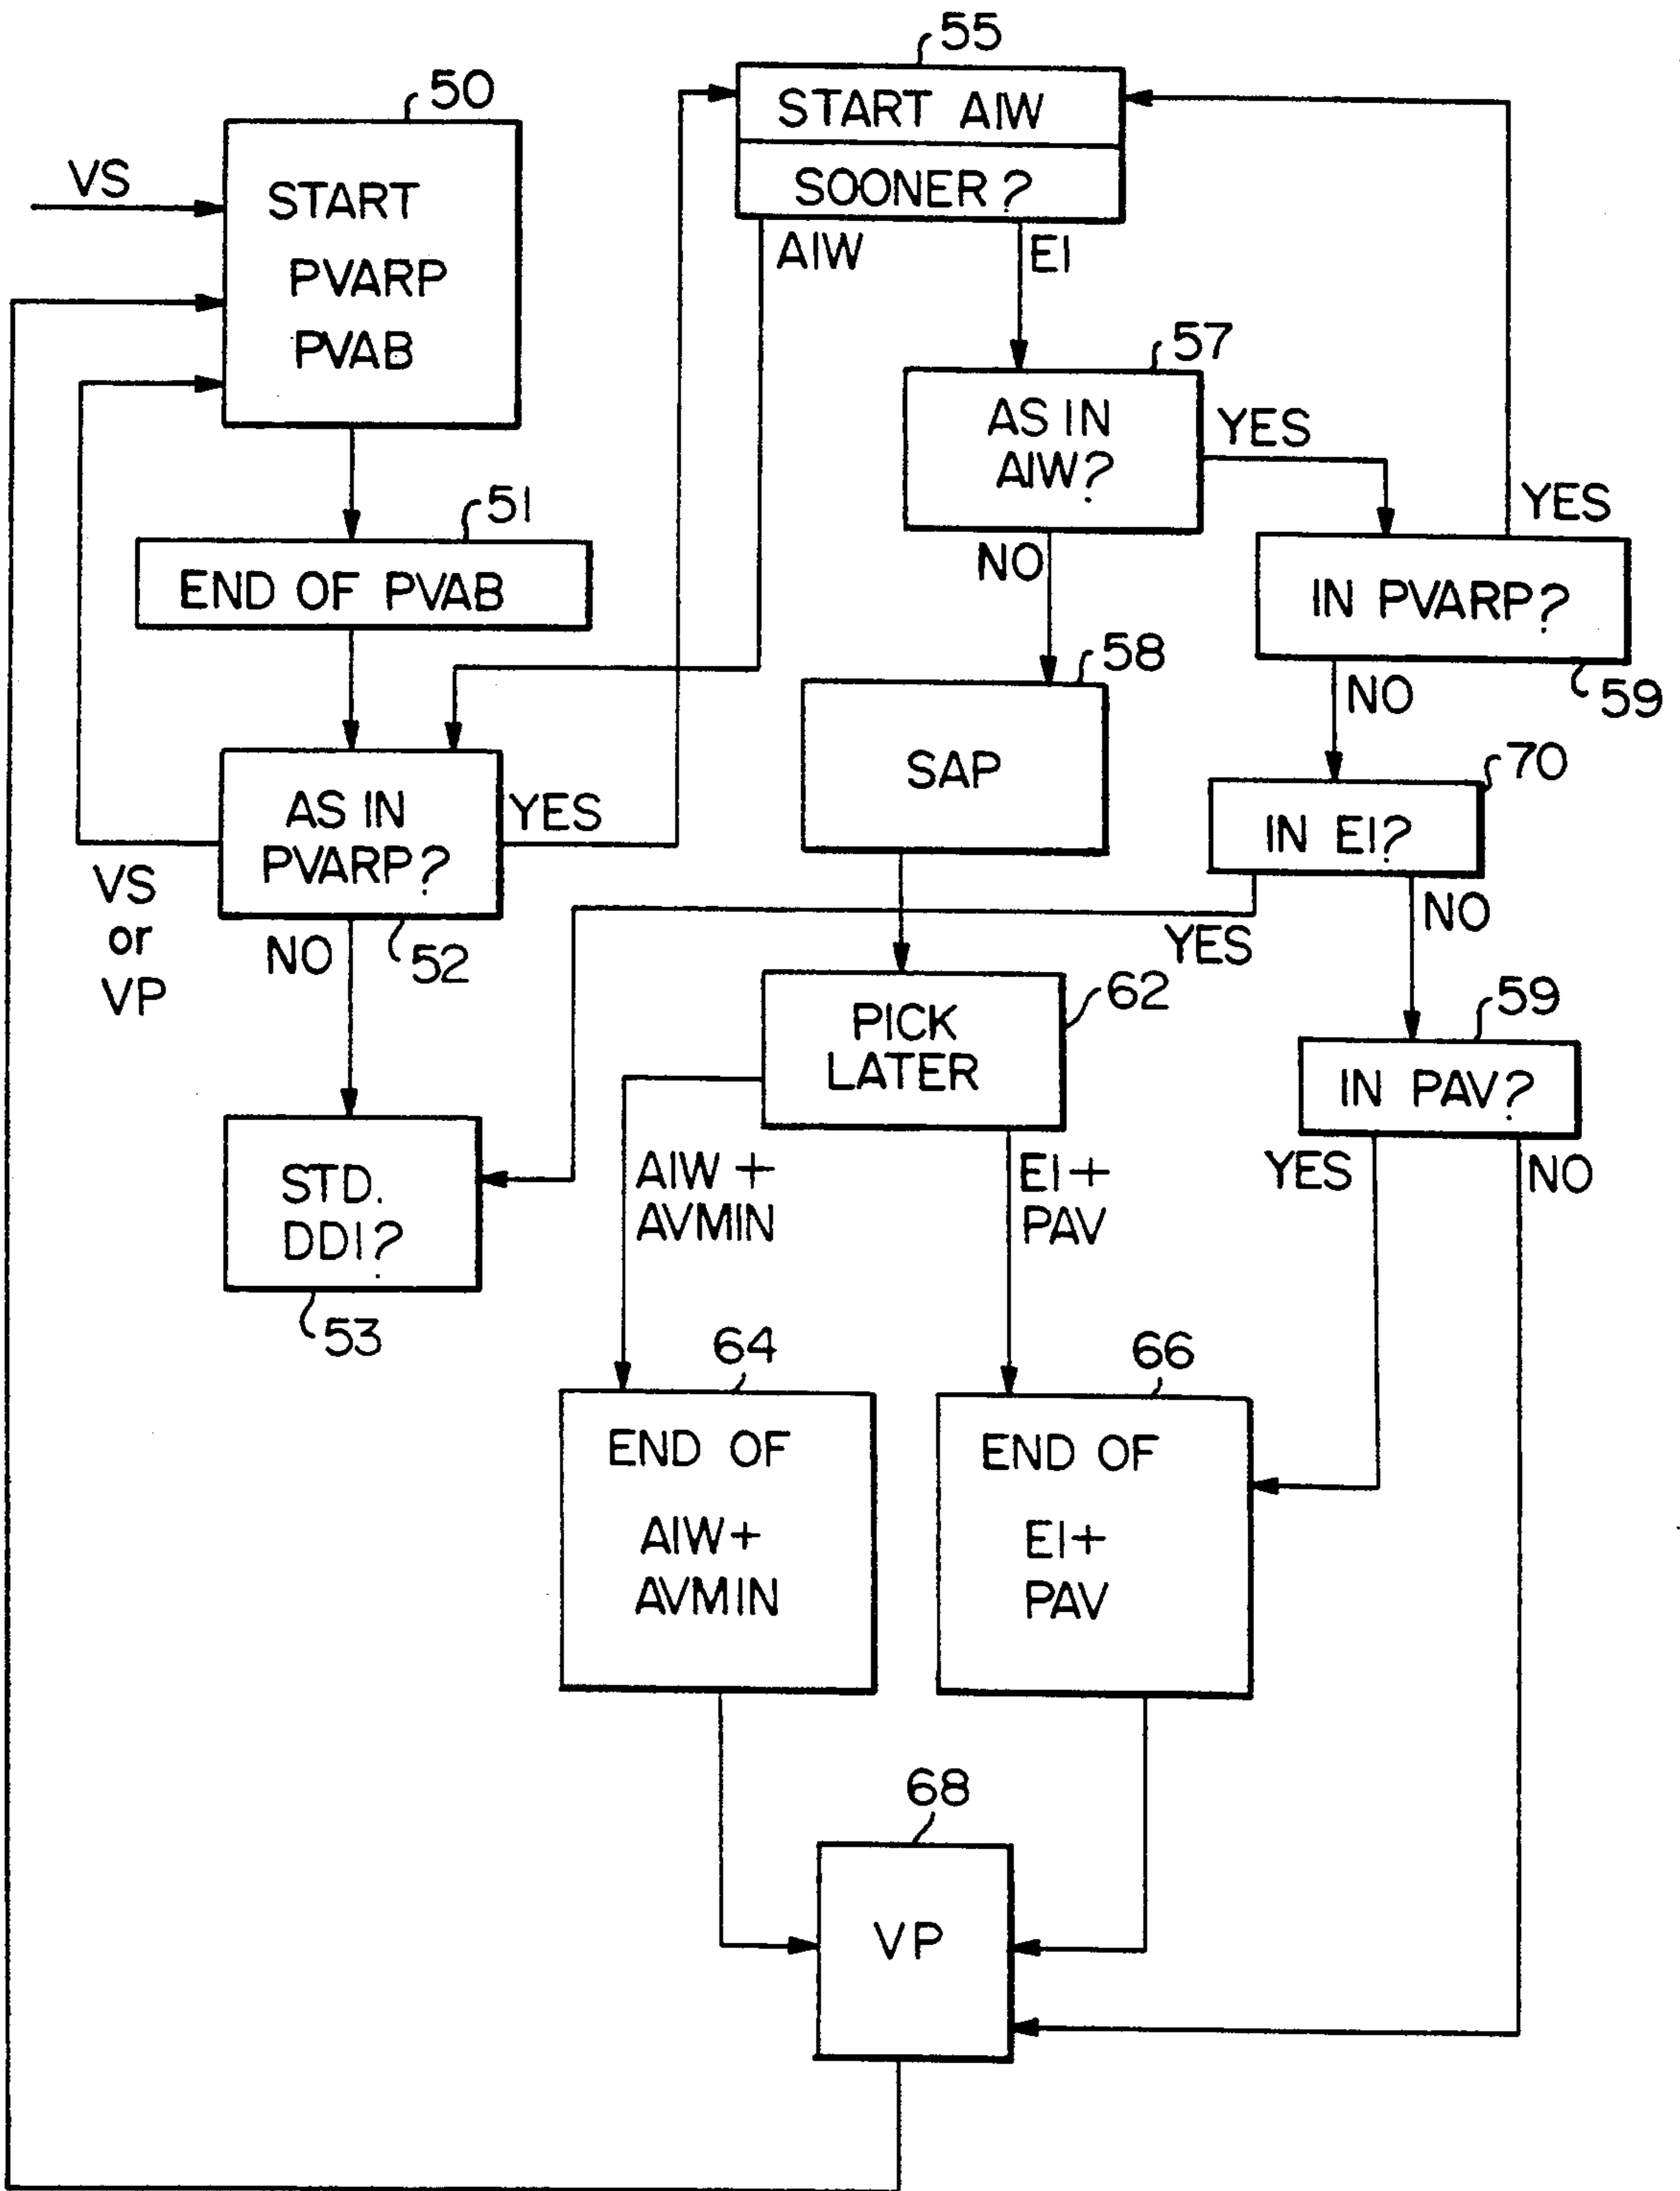 55
START AIW
SOONER?
50
VS
START
PVARP
PVAB
AIW
EI
57
AS IN
AIW?
YES
YES
51
END OF PVAB
NO
IN PVARP?
59
58
SAP
NO
70
IN EI?
AS IN
PVARP?
YES
VS
or
VP
NO
52
YES
NO
PICK
LATER
62
59
IN PAV?
STD.
DDI?
53
AIW +
AVMIN
EI +
PAV
YES
NO
64
END OF
AIW +
AVMIN
66
END OF
EI +
PAV
68
VP